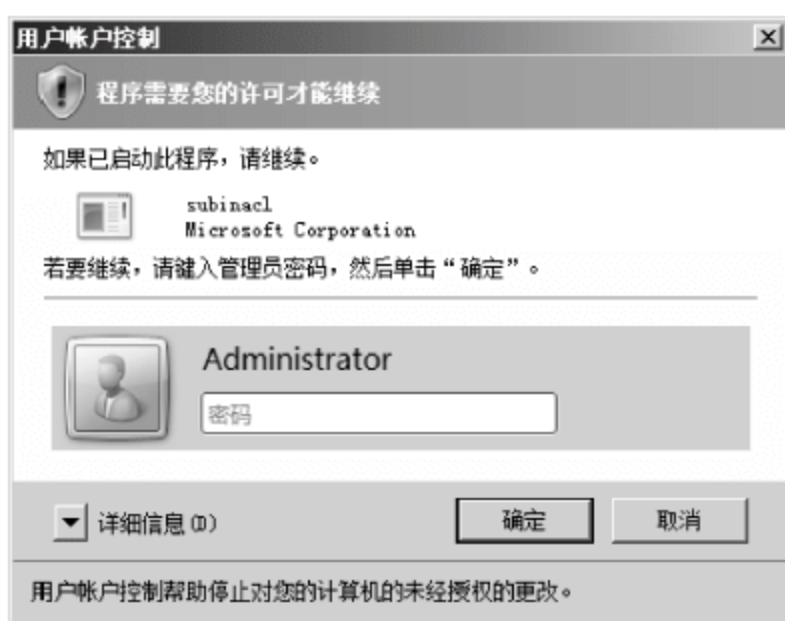 用户帐户控制
程序需要您的许可才能继续
如果已启动此程序，请继续。
subinacl
Microsoft Corporation
若要继续，请键入管理员密码，然后单击“确定”。
Administrator
密码
详细信息(D)
确定
取消
用户帐户控制帮助停止对您的计算机的未经授权的更改。